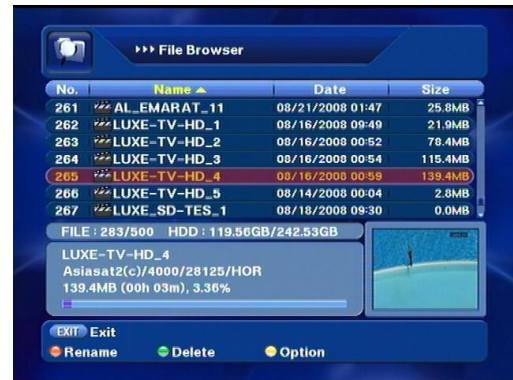 ▸▸▸ File Browser
No. Name ▲ Date Size
261 AL_EMARAT_11 08/21/2008 01:47 25.8MB
262 LUXE-TV-HD_1 08/16/2008 09:49 21.9MB
263 LUXE-TV-HD_2 08/16/2008 00:52 78.4MB
264 LUXE-TV-HD_3 08/16/2008 00:54 115.4MB
265 LUXE-TV-HD_4 08/16/2008 00:59 139.4MB
266 LUXE-TV-HD_5 08/14/2008 00:04 2.8MB
267 LUXE_SD-TES_1 08/18/2008 09:30 0.0MB
FILE : 283/500 HDD : 119.56GB/242.53GB
LUXE-TV-HD_4
Asiasat2(c)/4000/28125/HOR
139.4MB (00h 03m), 3.36%
EXIT Exit
Rename Delete Option